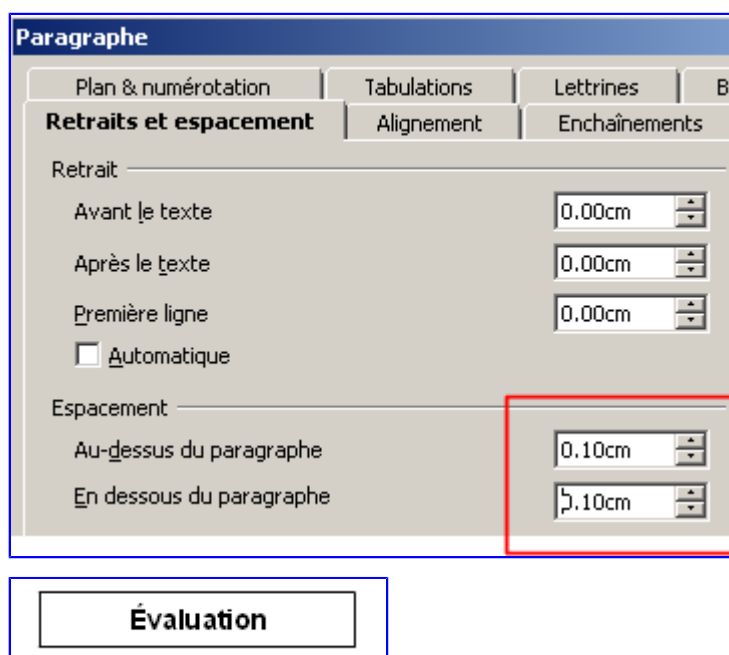 Paragraphe
Plan & numérotation Tabulations Lettrines B
Retraits et espacement Alignement Enchaînements
Retrait
Avant le texte 0.00cm
Après le texte 0.00cm
Première ligne 0.00cm
Automatique
Espacement
Au-dessus du paragraphe 0.10cm
En dessous du paragraphe .10cm
Évaluation